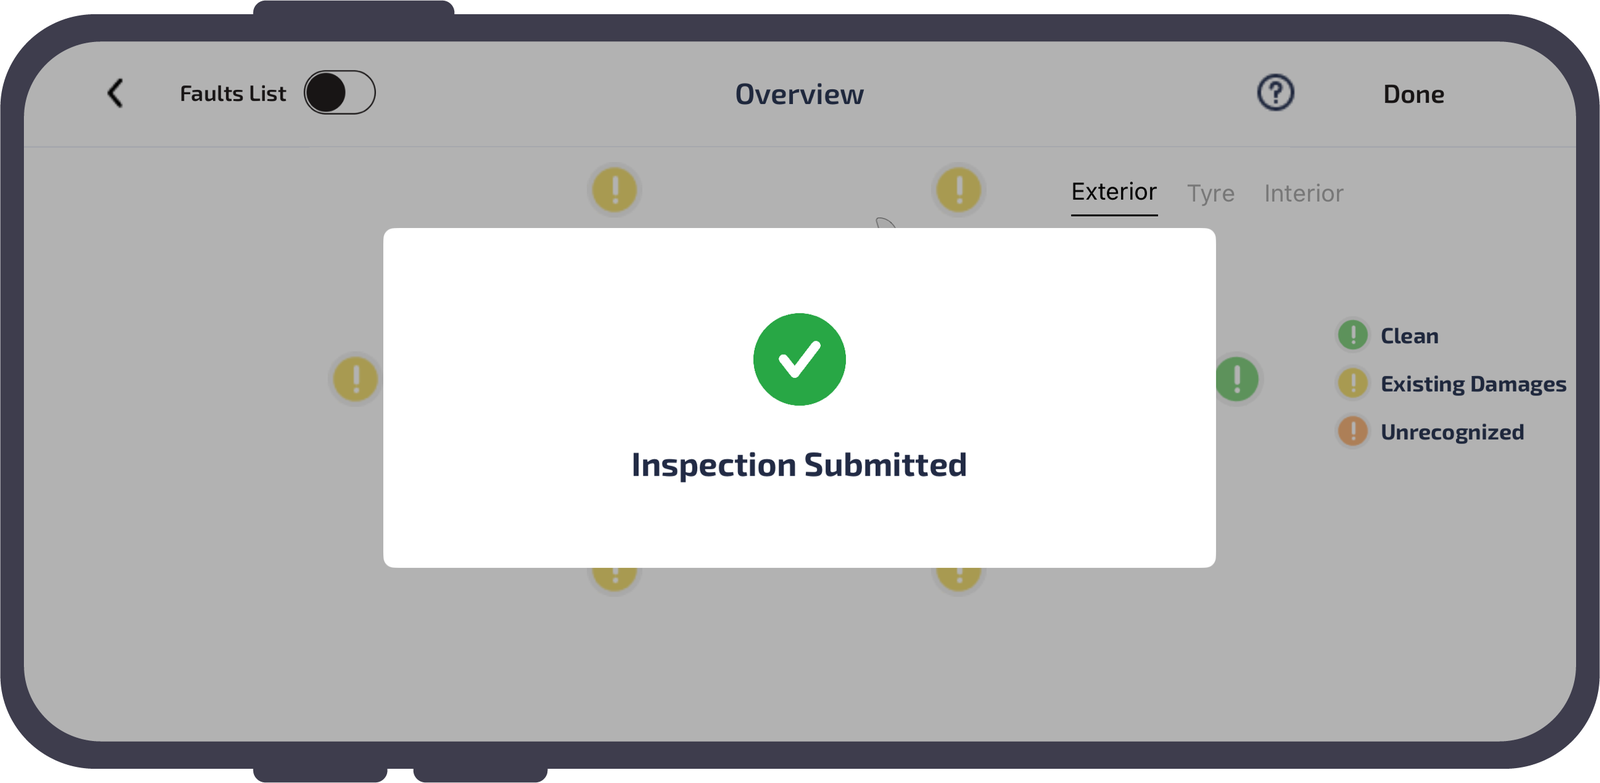 Faults List
Overview
Done
Exterior
Tyre
Interior
Clean
Existing Damages
Unrecognized
Inspection Submitted